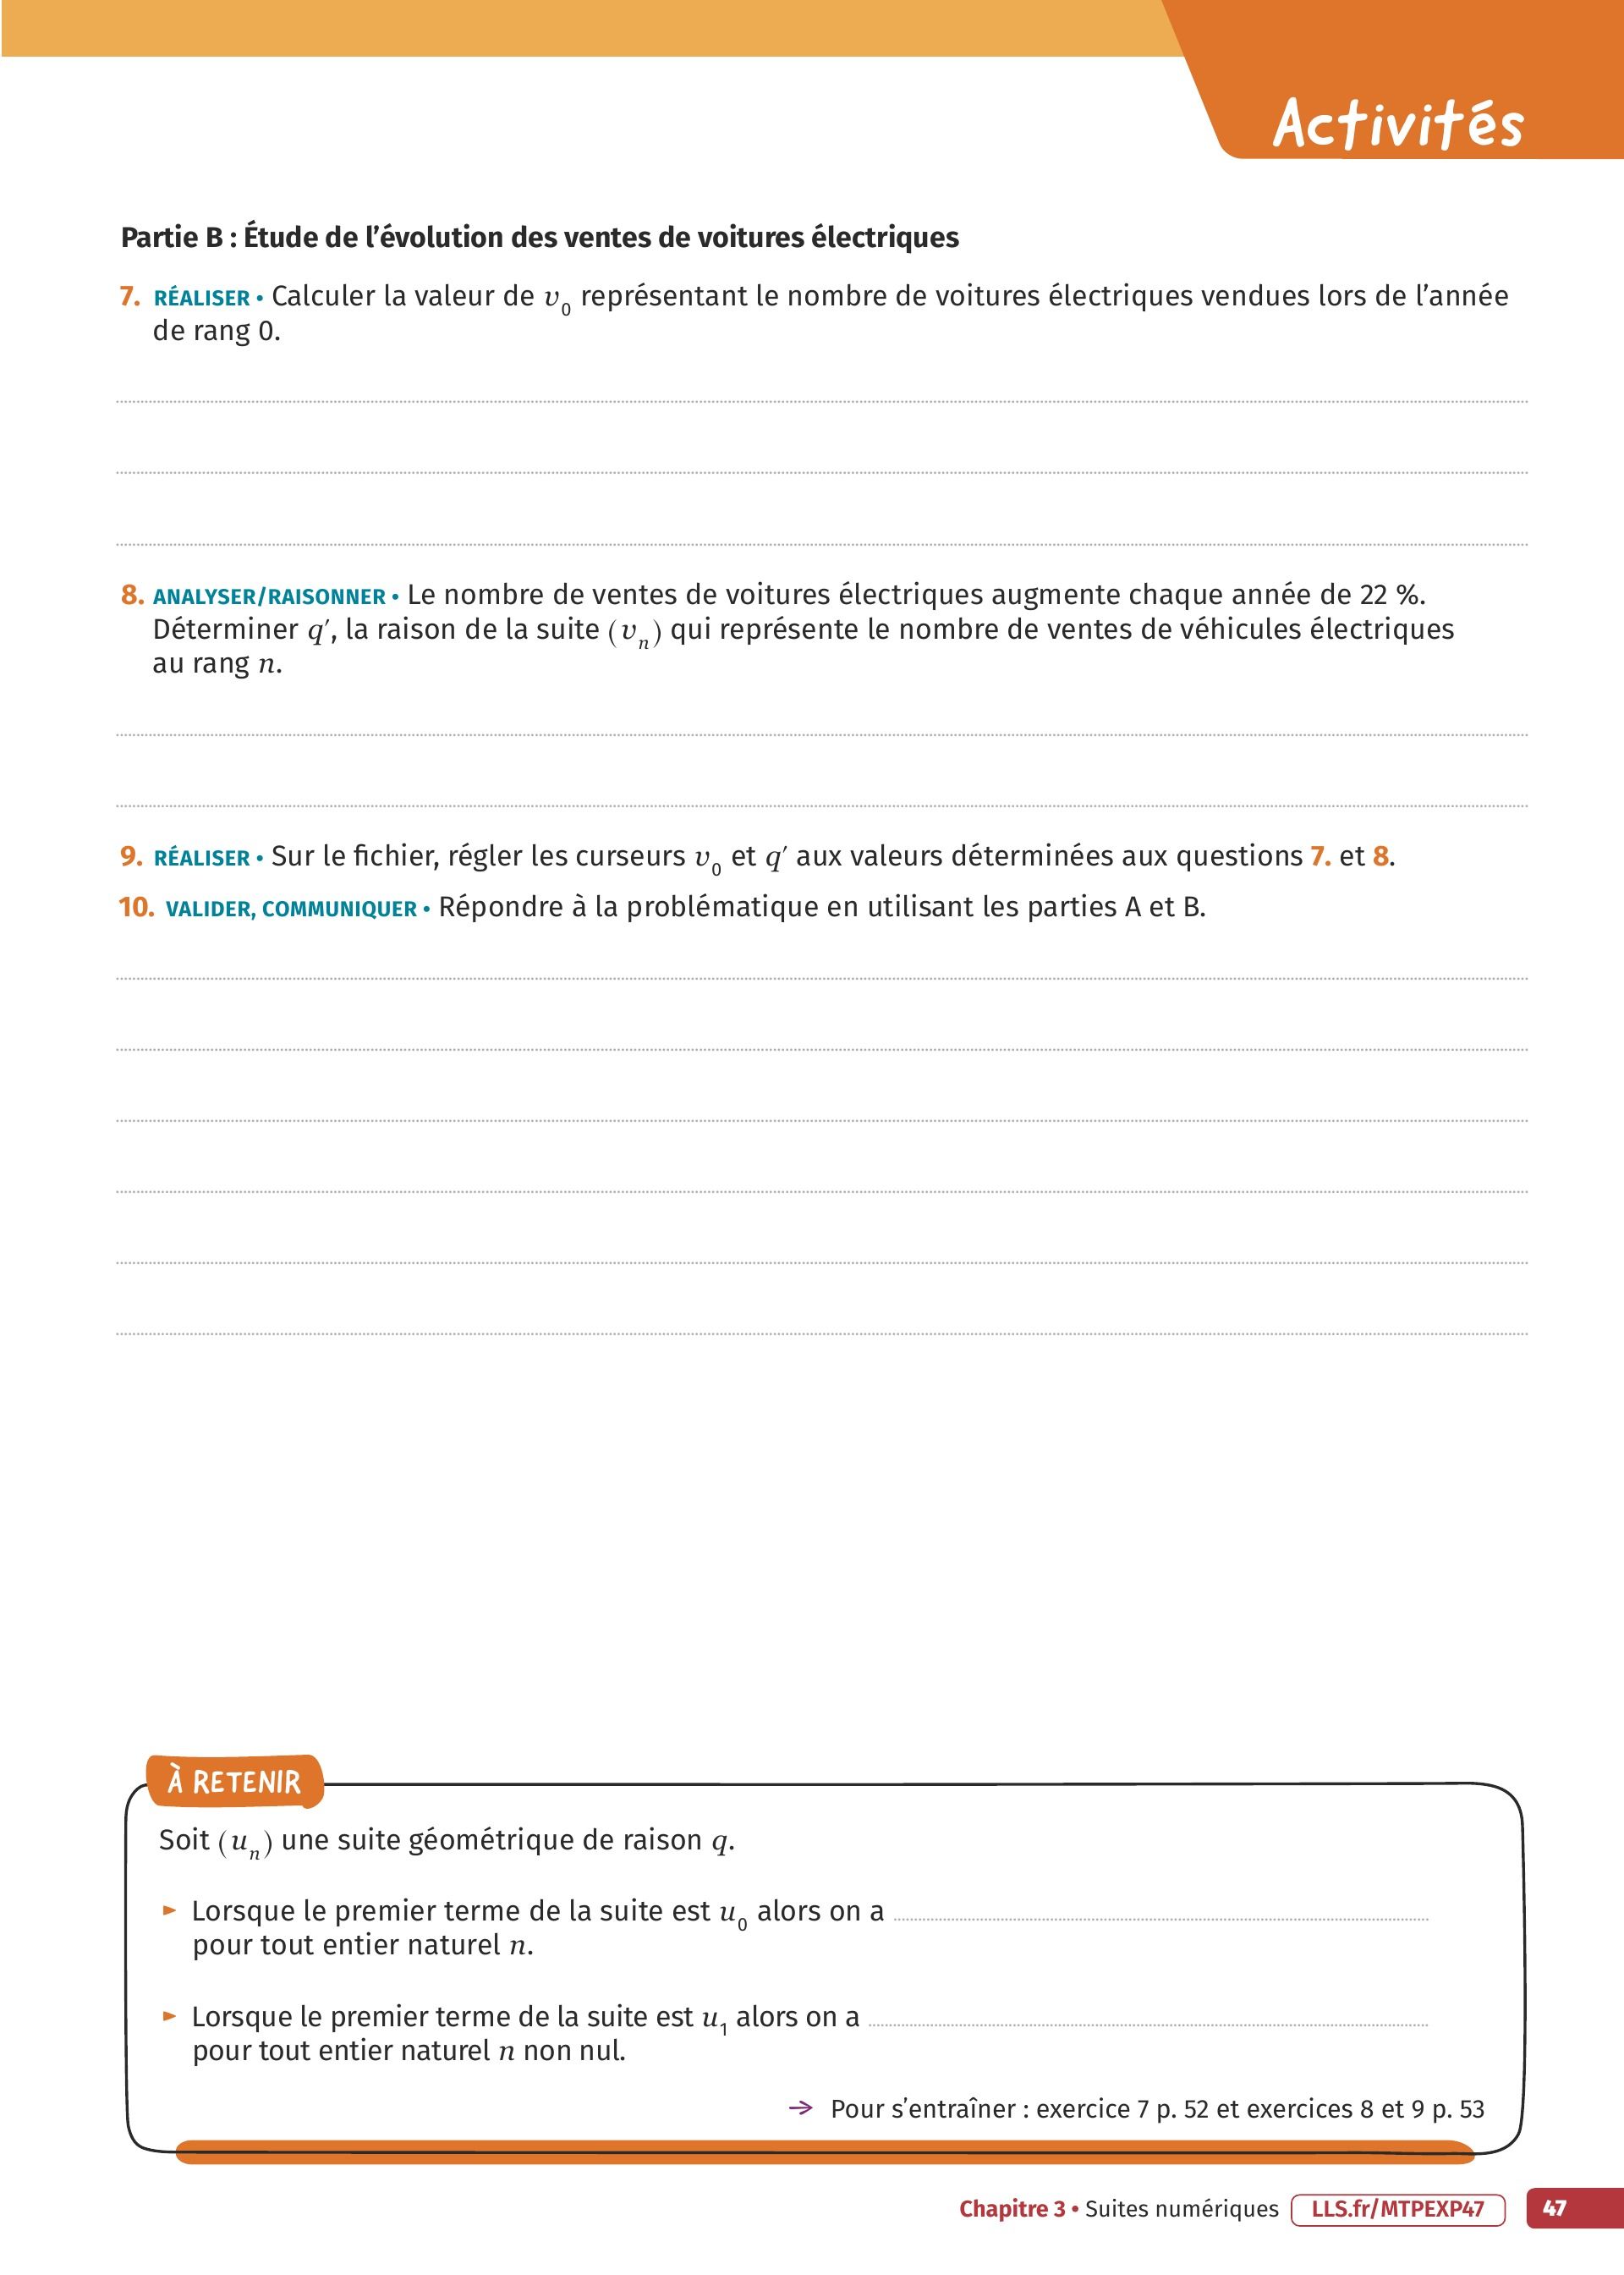 Activités
Partie B : Étude de l’évolution des ventes de voitures électriques
7. RÉALISER • Calculer la valeur de v₀ représentant le nombre de voitures électriques vendues lors de l’année
de rang 0.
8. ANALYSER/RAISONNER • Le nombre de ventes de voitures électriques augmente chaque année de 22 %.
Déterminer q′, la raison de la suite (vₙ) qui représente le nombre de ventes de véhicules électriques
au rang n.
9. RÉALISER • Sur le fichier, régler les curseurs v₀ et q′ aux valeurs déterminées aux questions 7. et 8.
10. VALIDER, COMMUNIQUER • Répondre à la problématique en utilisant les parties A et B.
À RETENIR
Soit (uₙ) une suite géométrique de raison q.
► Lorsque le premier terme de la suite est u₀ alors on a
pour tout entier naturel n.
► Lorsque le premier terme de la suite est u₁ alors on a
pour tout entier naturel n non nul.
→ Pour s’entraîner : exercice 7 p. 52 et exercices 8 et 9 p. 53
Chapitre 3 • Suites numériques LLS.fr/MTPEXP47 47